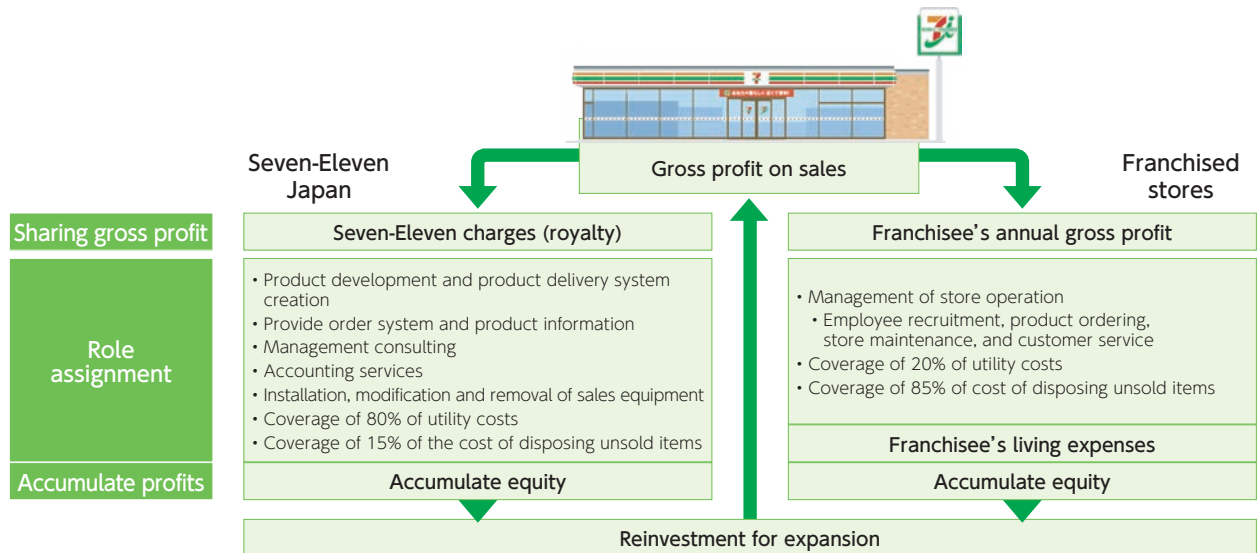 7
Seven-Eleven
Japan
Gross profit on sales
Franchised
stores
Sharing gross profit
Seven-Eleven charges (royalty)
Franchisee's annual gross profit
Role
assignment
• Product development and product delivery system
creation
• Provide order system and product information
• Management consulting
• Accounting services
• Installation, modification and removal of sales equipment
• Coverage of 80% of utility costs
• Coverage of 15% of the cost of disposing unsold items
• Management of store operation
• Employee recruitment, product ordering,
store maintenance, and customer service
• Coverage of 20% of utility costs
• Coverage of 85% of cost of disposing unsold items
Franchisee's living expenses
Accumulate profits
Accumulate equity
Accumulate equity
Reinvestment for expansion